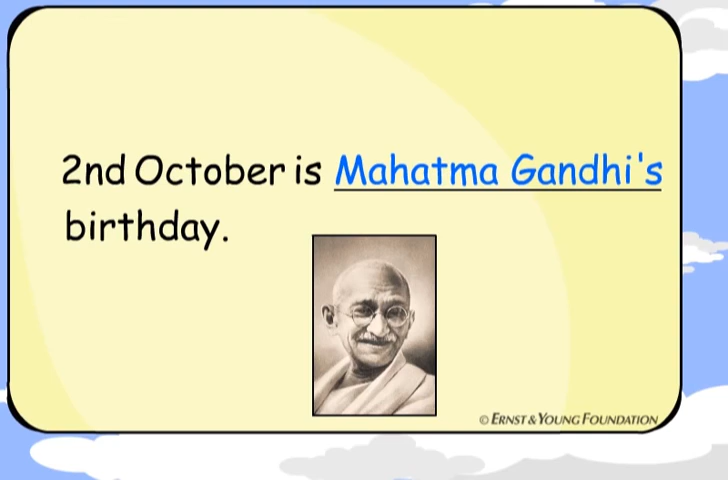 2nd October is Mahatma Gandhi's
birthday.
© ERNST & YOUNG FOUNDATION